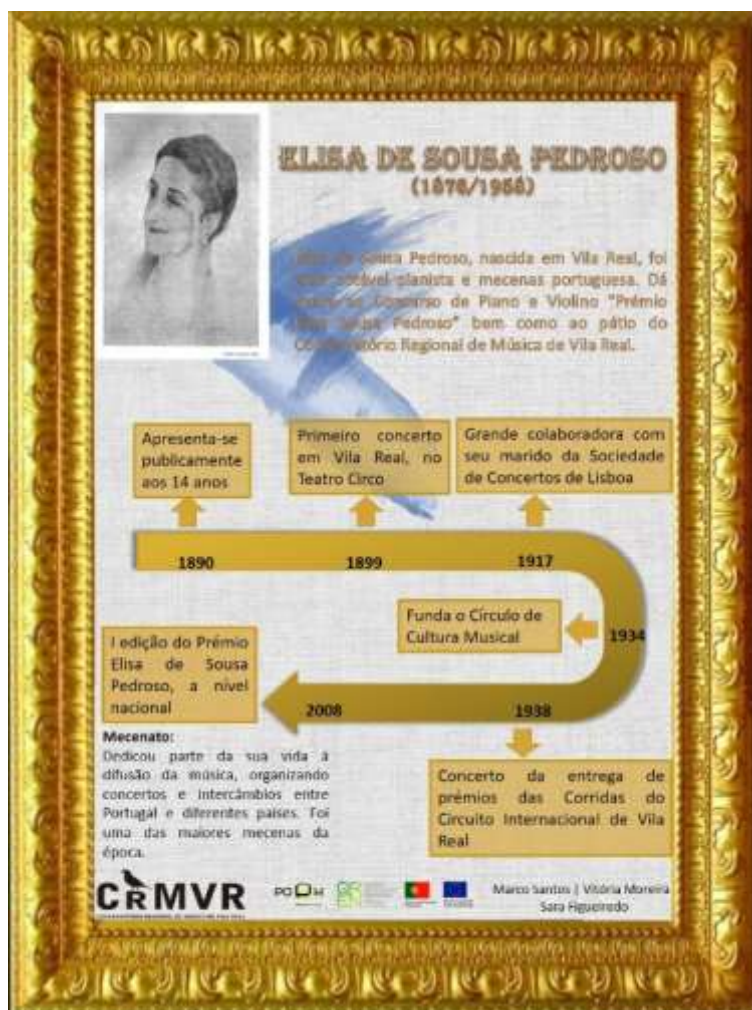 ELISA DE SOUSA PEDROSO
(1876/1958)
Sousa Pedroso, nascida em Vila Real, foi
pianista e mecenas portuguesa. Dá
Concurso de Piano e Violino "Prémio
Sousa Pedroso" bem como ao pátio do
Regional de Música de Vila Real.
Apresenta-se
publicamente
aos 14 anos
Primeiro concerto
em Vila Real, no
Teatro Circo
Grande colaboradora com
seu marido da Sociedade
de Concertos de Lisboa
1890
1899
1917
Funda o Círculo de
Cultura Musical
1934
I edição do Prémio
Elisa de Sousa
Pedroso, a nível
nacional
2008
1938
Mecenato:
Dedicou parte da sua vida à
difusão da música, organizando
concertos e intercâmbios entre
Portugal e diferentes países. Foi
uma das maiores mecenas da
época.
Concerto da entrega de
prémios das Corridas do
Circuito Internacional de Vila
Real
CRMVR
Marco Santos | Vitória Moreira
Sara Figueiredo